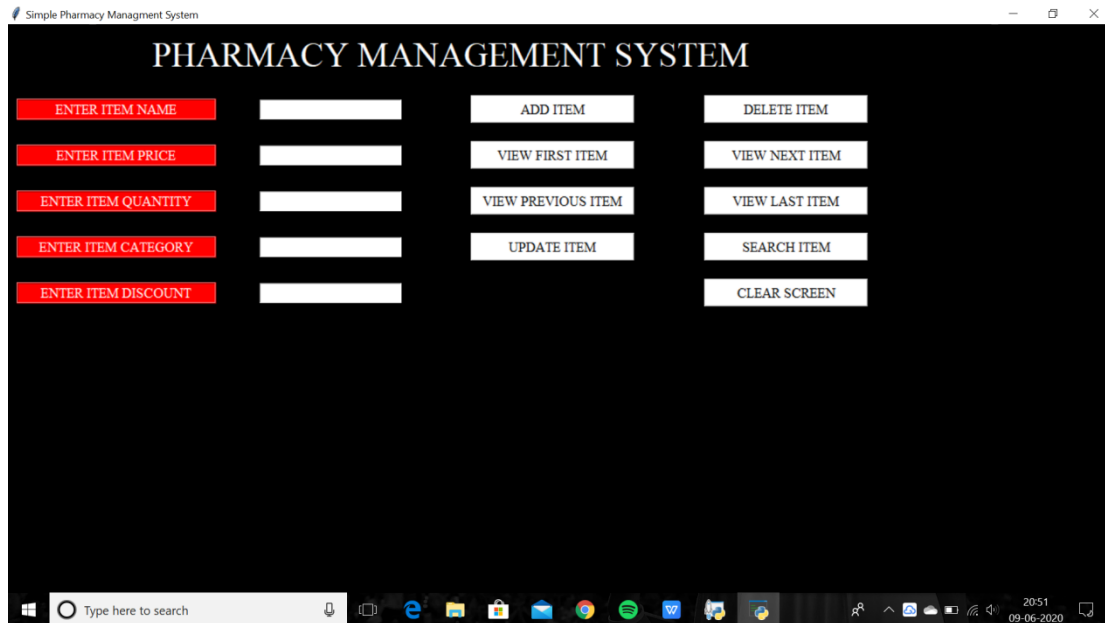 Simple Pharmacy Managment System
PHARMACY MANAGEMENT SYSTEM
ENTER ITEM NAME
ADD ITEM
DELETE ITEM
ENTER ITEM PRICE
VIEW FIRST ITEM
VIEW NEXT ITEM
ENTER ITEM QUANTITY
VIEW PREVIOUS ITEM
VIEW LAST ITEM
ENTER ITEM CATEGORY
UPDATE ITEM
SEARCH ITEM
ENTER ITEM DISCOUNT
CLEAR SCREEN
Type here to search
20:51
09-06-2020